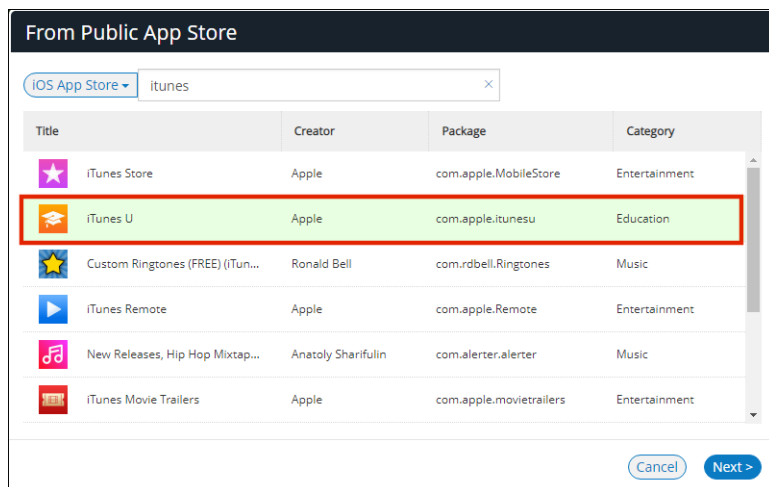 From Public App Store
iOS App Store itunes ×
Title Creator Package Category
iTunes Store Apple com.apple.MobileStore Entertainment
iTunes U Apple com.apple.itunesu Education
Custom Ringtones (FREE) (iTun... Ronald Bell com.rdbell.Ringtones Music
iTunes Remote Apple com.apple.Remote Entertainment
New Releases, Hip Hop Mixtap... Anatoly Sharifulin com.alerter.alerter Music
iTunes Movie Trailers Apple com.apple.movietrailers Entertainment
Cancel Next >